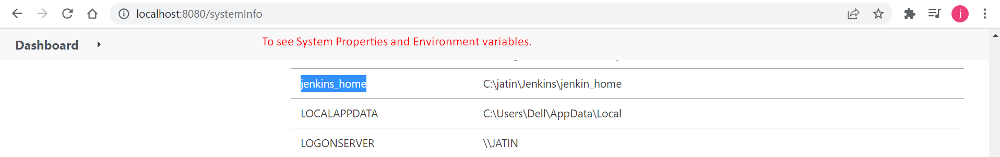 localhost:8080/systemInfo
j
Dashboard
To see System Properties and Environment variables.
jenkins_home C:\jatin\Jenkins\jenkin_home
LOCALAPPDATA C:\Users\Dell\AppData\Local
LOGONSERVER \\JATIN